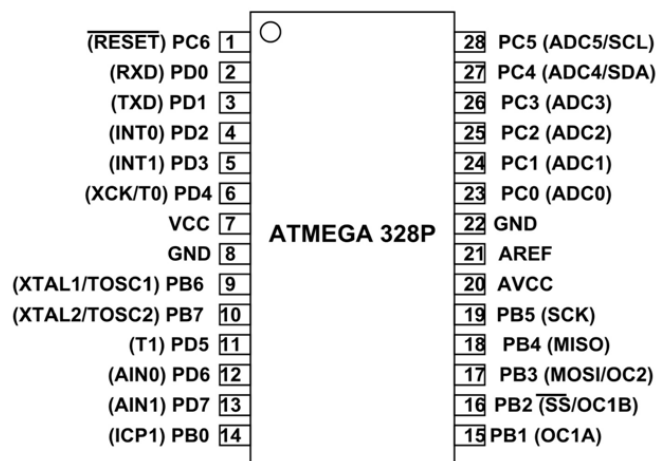 (RESET) PC6 1
(RXD) PD0 2
(TXD) PD1 3
(INT0) PD2 4
(INT1) PD3 5
(XCK/T0) PD4 6
VCC 7
GND 8
(XTAL1/TOSC1) PB6 9
(XTAL2/TOSC2) PB7 10
(T1) PD5 11
(AIN0) PD6 12
(AIN1) PD7 13
(ICP1) PB0 14
ATMEGA 328P
28 PC5 (ADC5/SCL)
27 PC4 (ADC4/SDA)
26 PC3 (ADC3)
25 PC2 (ADC2)
24 PC1 (ADC1)
23 PC0 (ADC0)
22 GND
21 AREF
20 AVCC
19 PB5 (SCK)
18 PB4 (MISO)
17 PB3 (MOSI/OC2)
16 PB2 (SS/OC1B)
15 PB1 (OC1A)